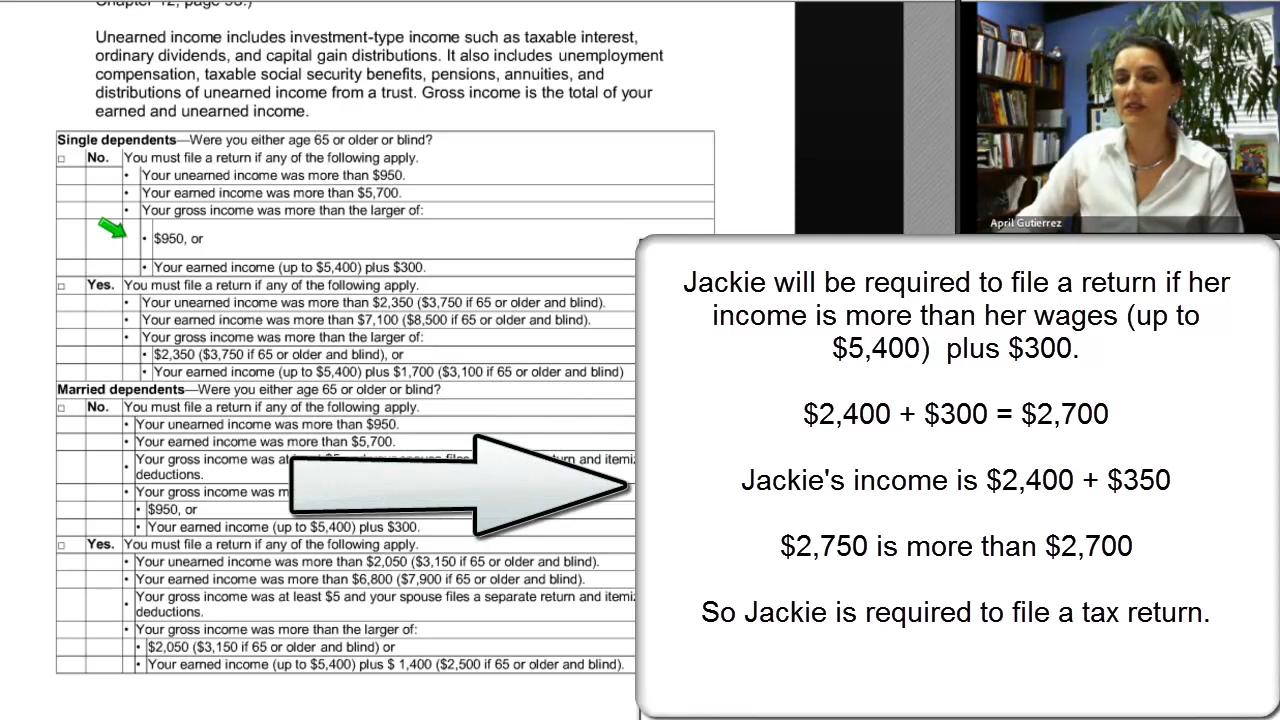 Chapter 12, page 95.)
Unearned income includes investment-type income such as taxable interest,
ordinary dividends, and capital gain distributions. It also includes unemployment
compensation, taxable social security benefits, pensions, annuities, and
distributions of unearned income from a trust. Gross income is the total of your
earned and unearned income.
Single dependents—Were you either age 65 or older or blind?
□ No. You must file a return if any of the following apply.
• Your unearned income was more than $950.
• Your earned income was more than $5,700.
• Your gross income was more than the larger of:
• $950, or
• Your earned income (up to $5,400) plus $300.
□ Yes. You must file a return if any of the following apply.
• Your unearned income was more than $2,350 ($3,750 if 65 or older and blind).
• Your earned income was more than $7,100 ($8,500 if 65 or older and blind).
• Your gross income was more than the larger of:
• $2,350 ($3,750 if 65 or older and blind), or
• Your earned income (up to $5,400) plus $1,700 ($3,100 if 65 or older and blind)
Married dependents—Were you either age 65 or older or blind?
□ No. You must file a return if any of the following apply.
• Your unearned income was more than $950.
• Your earned income was more than $5,700.
• Your gross income was at
deductions.
• Your gross income was m
• $950, or
• Your earned income (up to $5,400) plus $300.
□ Yes. You must file a return if any of the following apply.
• Your unearned income was more than $2,050 ($3,150 if 65 or older and blind).
• Your earned income was more than $6,800 ($7,900 if 65 or older and blind).
• Your gross income was at least $5 and your spouse files a separate return and itemi
deductions.
• Your gross income was more than the larger of:
• $2,050 ($3,150 if 65 or older and blind) or
• Your earned income (up to $5,400) plus $ 1,400 ($2,500 if 65 or older and blind).
April Gutierrez
Jackie will be required to file a return if her
income is more than her wages (up to
$5,400) plus $300.
$2,400 + $300 = $2,700
Jackie's income is $2,400 + $350
$2,750 is more than $2,700
So Jackie is required to file a tax return.